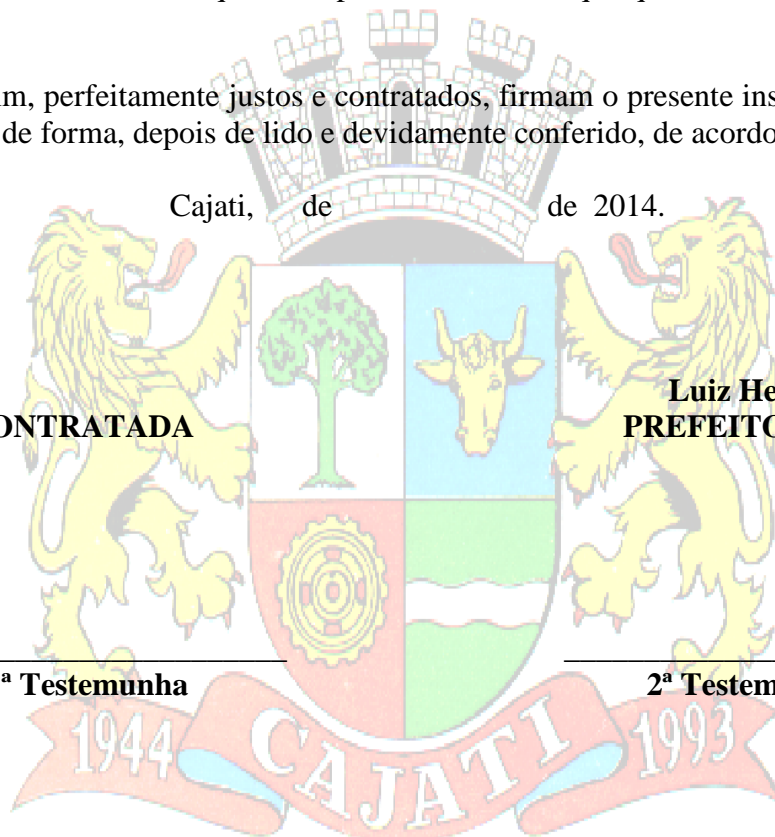 im, perfeitamente justos e contratados, firmam o presente ins
de forma, depois de lido e devidamente conferido, de acordo
Cajati, de de 2014.
Luiz He
ONTRATADA PREFEITO
ª Testemunha 2ª Testem
1944 CAJATI 1993